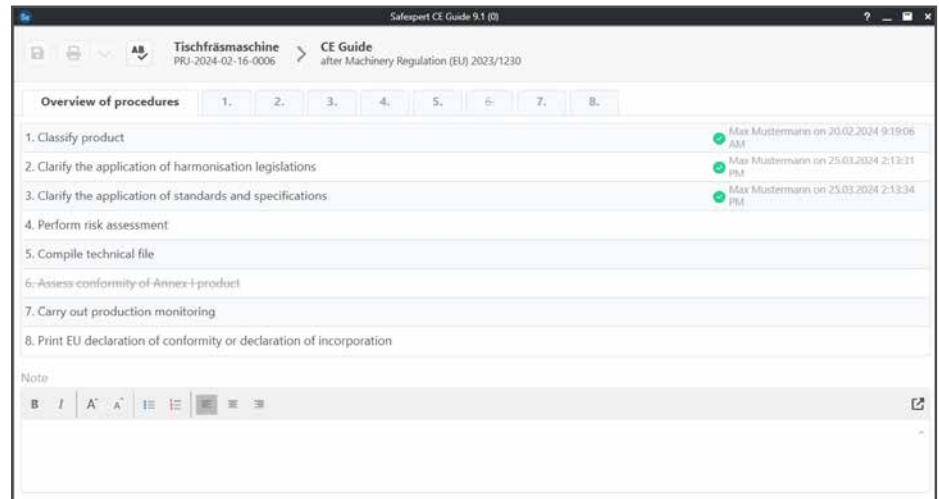 Se Safexpert CE Guide 9.1 (0) ?
AB Tischfräsmaschine CE Guide
PRJ-2024-02-16-0006 after Machinery Regulation (EU) 2023/1230
Overview of procedures 1. 2. 3. 4. 5. 6. 7. 8.
1. Classify product Max Mustermann on 20.02.2024 9:19:06
AM
2. Clarify the application of harmonisation legislations Max Mustermann on 25.03.2024 2:13:31
PM
3. Clarify the application of standards and specifications Max Mustermann on 25.03.2024 2:13:34
PM
4. Perform risk assessment
5. Compile technical file
6. Assess conformity of Annex I product
7. Carry out production monitoring
8. Print EU declaration of conformity or declaration of incorporation
Note
B I A A